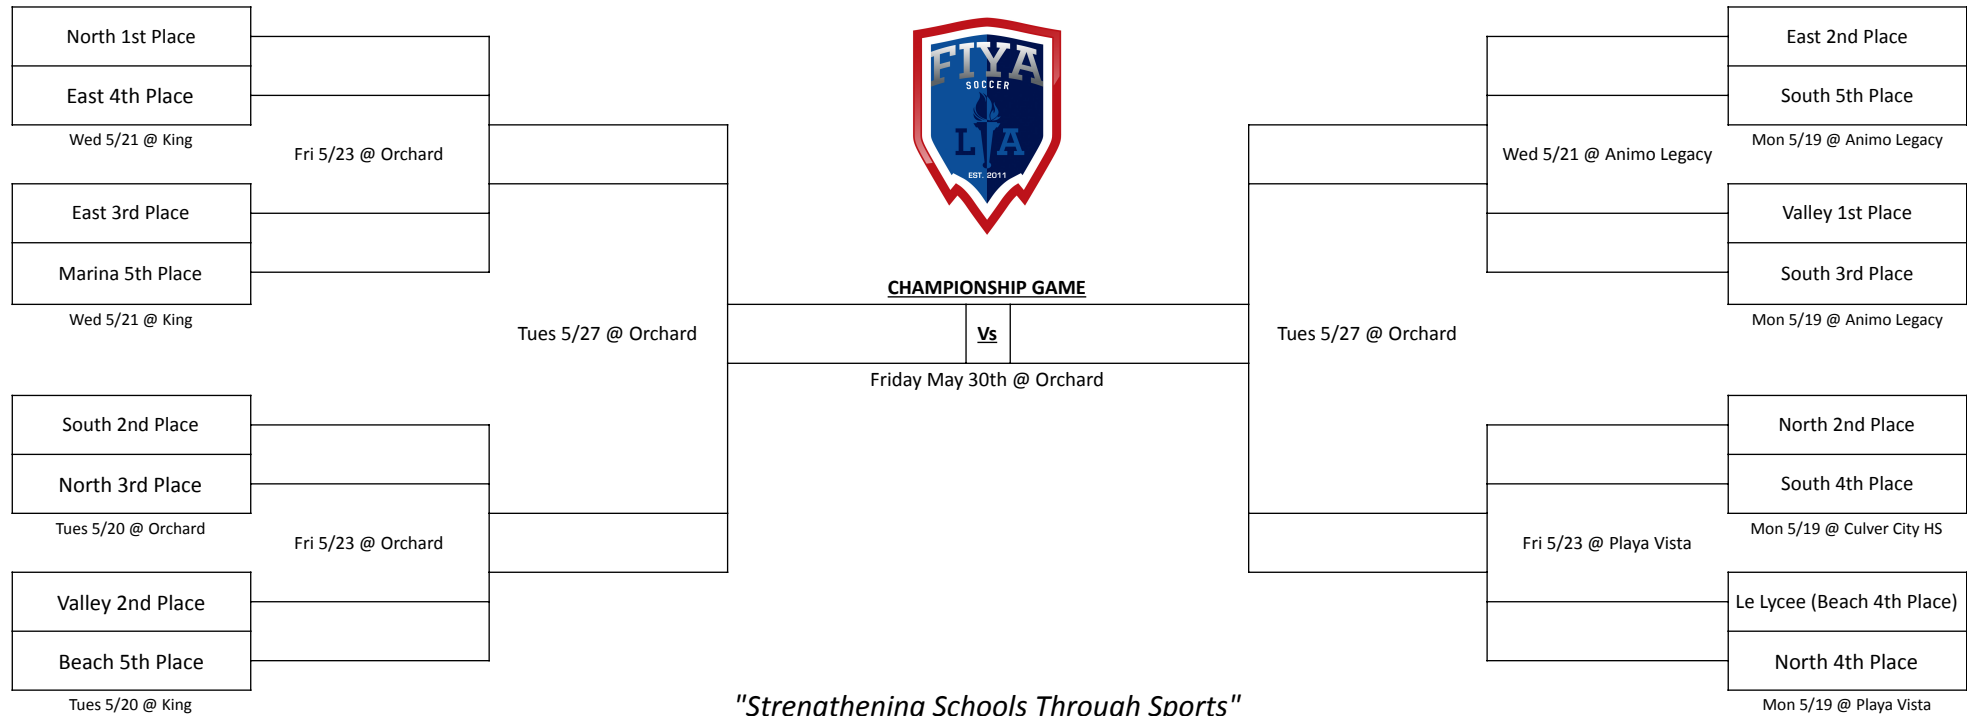 North 1st Place
East 4th Place
Wed 5/21 @ King
Fri 5/23 @ Orchard
East 3rd Place
Marina 5th Place
Wed 5/21 @ King
Tues 5/27 @ Orchard
South 2nd Place
North 3rd Place
Tues 5/20 @ Orchard
Fri 5/23 @ Orchard
Valley 2nd Place
Beach 5th Place
Tues 5/20 @ King
FIYA
SOCCER
LA
EST. 2011
CHAMPIONSHIP GAME
Vs
Friday May 30th @ Orchard
"Strengthening Schools Through Sports"
East 2nd Place
South 5th Place
Mon 5/19 @ Animo Legacy
Wed 5/21 @ Animo Legacy
Valley 1st Place
South 3rd Place
Mon 5/19 @ Animo Legacy
Tues 5/27 @ Orchard
North 2nd Place
South 4th Place
Mon 5/19 @ Culver City HS
Fri 5/23 @ Playa Vista
Le Lycee (Beach 4th Place)
North 4th Place
Mon 5/19 @ Playa Vista